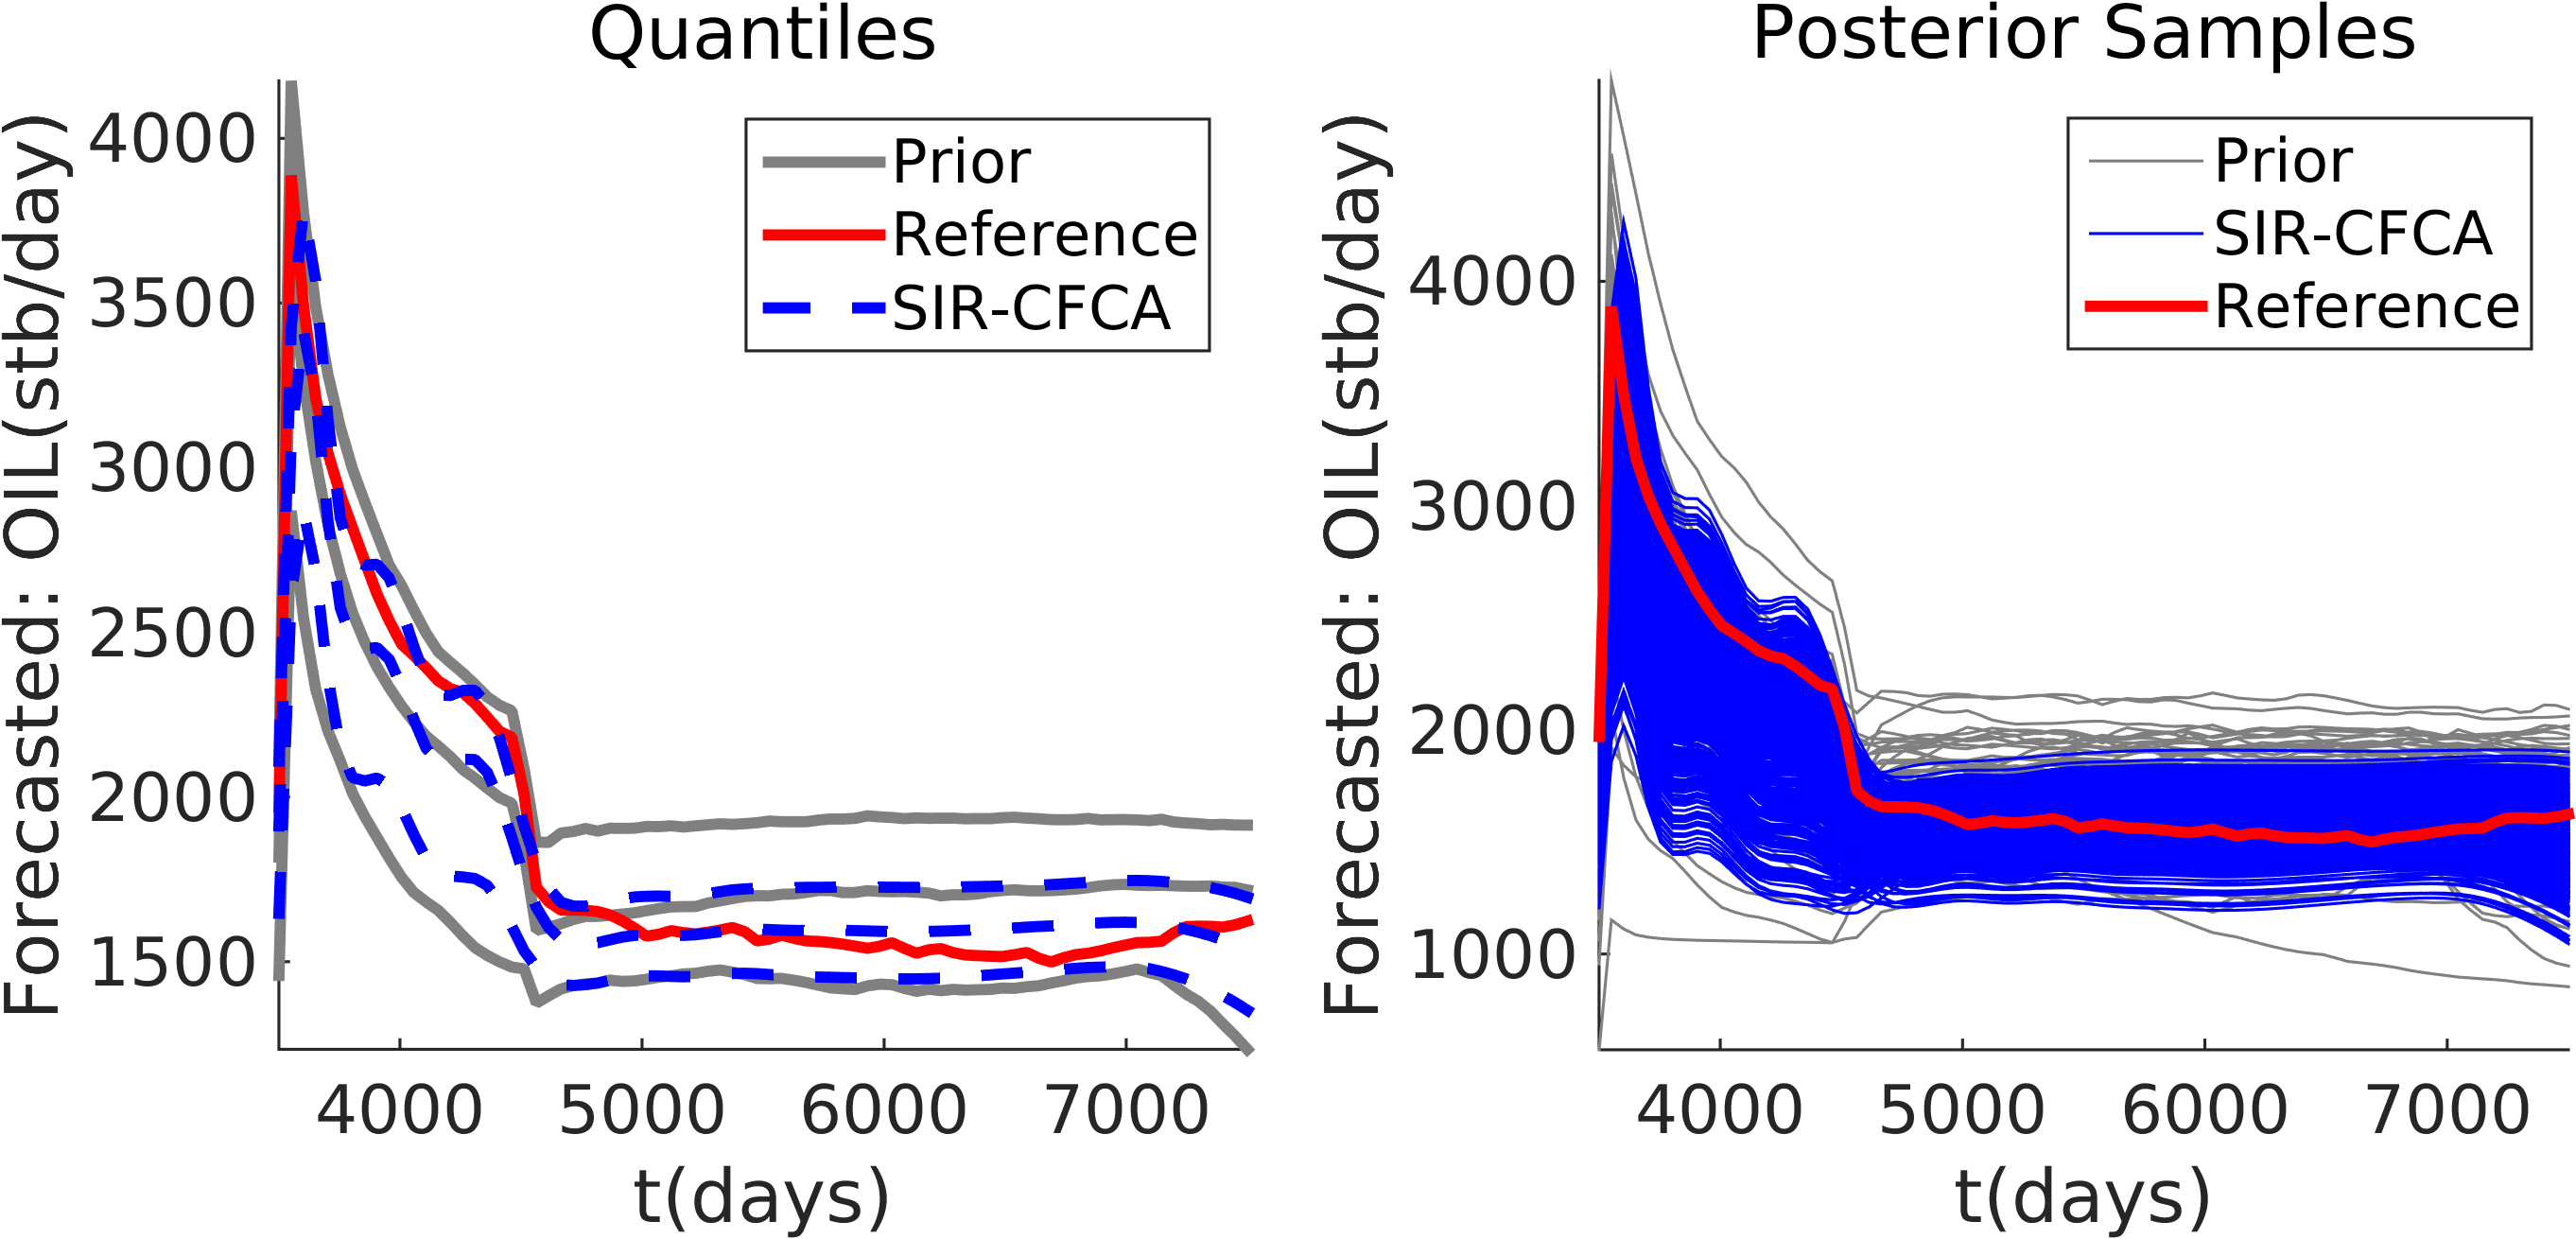 Quantiles
Forecasted: OIL(stb/day)
4000
3500
3000
2500
2000
1500
Prior
Reference
SIR-CFCA
4000 5000 6000 7000
t(days)
Posterior Samples
Forecasted: OIL(stb/day)
4000
3000
2000
1000
Prior
SIR-CFCA
Reference
4000 5000 6000 7000
t(days)